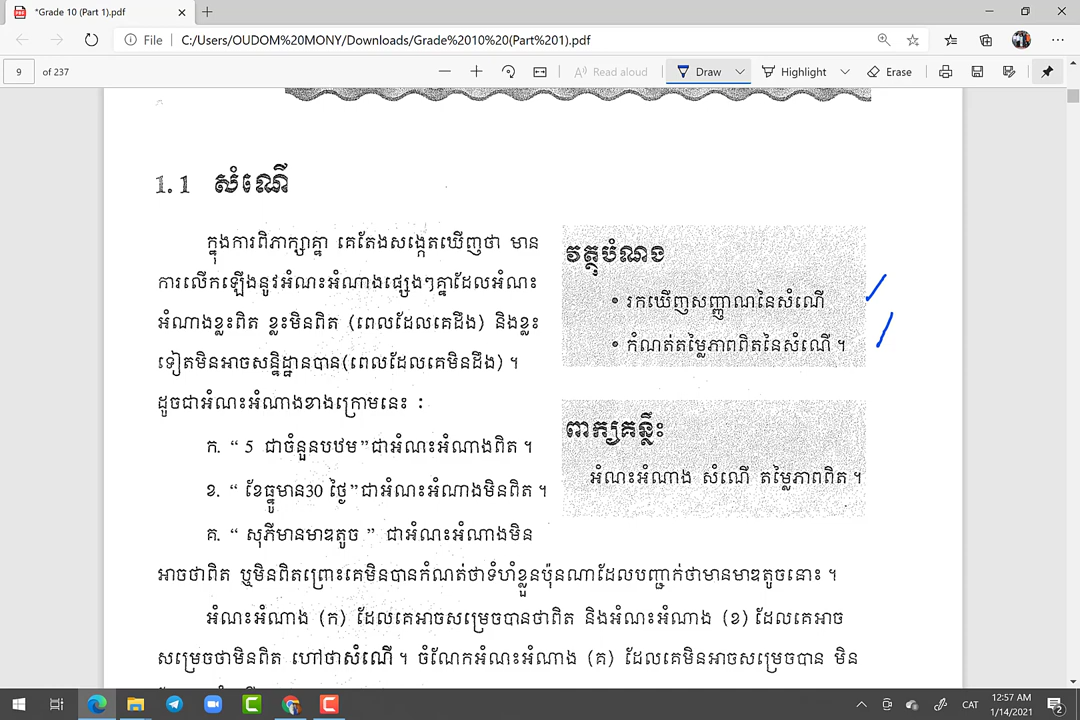 *Grade 10 (Part 1).pdf
File
C:/Users/OUDOM%20MONY/Downloads/Grade%2010%20(Part%201).pdf
9 of 237
Read aloud
Draw
Highlight
Erase
1.1 សំណើ
ក្នុងការពិភាក្សាគ្នា គេតែងសង្កេតឃើញថា មាន
ការលើកឡើងនូវអំណះអំណាងផ្សេងៗគ្នាដែលអំណះ
អំណាងខ្លះពិត ខ្លះមិនពិត (ពេលដែលគេដឹង) និងខ្លះ
ទៀតមិនអាចសន្និដ្ឋានបាន(ពេលដែលគេមិនដឹង) ។
ដូចជាអំណះអំណាងខាងក្រោមនេះ :
ក. “ 5 ជាចំនួនបឋម”ជាអំណះអំណាងពិត ។
ខ. “ ខែធ្នូមាន30 ថ្ងៃ”ជាអំណះអំណាងមិនពិត ។
គ. “ សុភីមានមាឌតូច ” ជាអំណះអំណាងមិន
វត្ថុបំណង
• រកឃើញសញ្ញាណនៃសំណើ
• កំណត់តម្លៃភាពពិតនៃសំណើ ។
ពាក្យគន្លឹះ
អំណះអំណាង សំណើ តម្លៃភាពពិត ។
អាចថាពិត ឬមិនពិតព្រោះគេមិនបានកំណត់ថាទំហំខ្លួនប៉ុនណាដែលបញ្ជាក់ថាមានមាឌតូចនោះ ។
អំណះអំណាង (ក) ដែលគេអាចសម្រេចបានថាពិត និងអំណះអំណាង (ខ) ដែលគេអាច
សម្រេចថាមិនពិត ហៅថាសំណើ ។ ចំណែកអំណះអំណាង (គ) ដែលគេមិនអាចសម្រេចបាន មិន
CAT
12:57 AM
1/14/2021
2